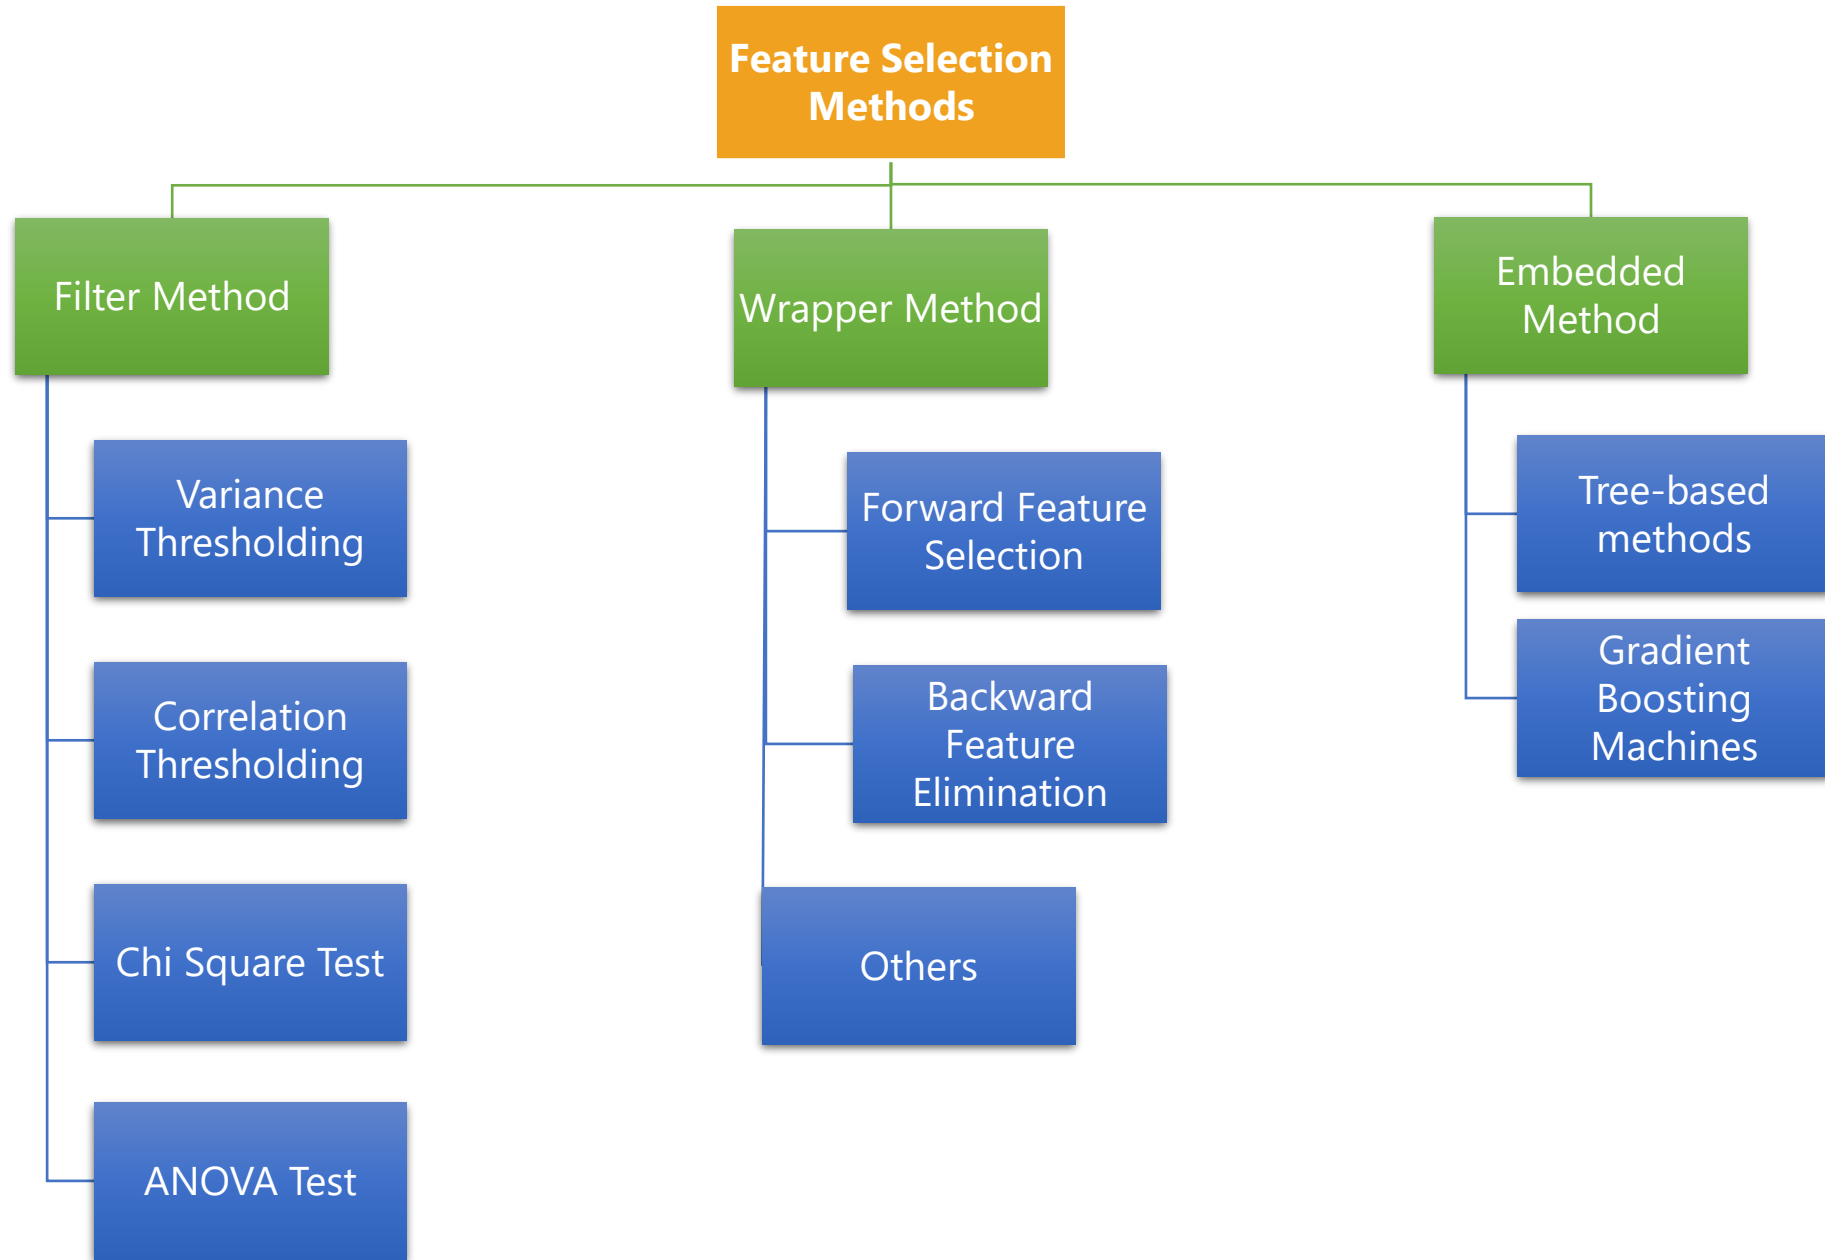 Feature Selection
Methods
Filter Method
Wrapper Method
Embedded
Method
Variance
Thresholding
Correlation
Thresholding
Chi Square Test
ANOVA Test
Forward Feature
Selection
Backward
Feature
Elimination
Others
Tree-based
methods
Gradient
Boosting
Machines